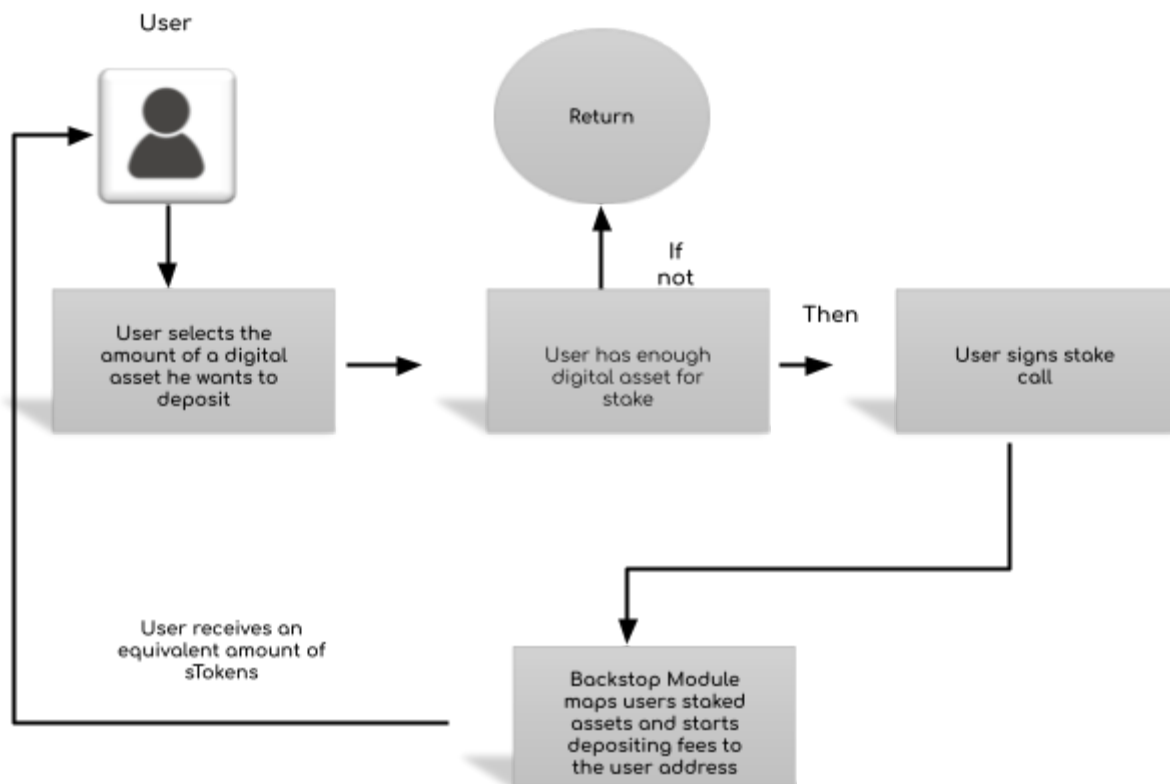 User
Return
If
not
Then
User selects the
amount of a digital
asset he wants to
deposit
User has enough
digital asset for
stake
User signs stake
call
User receives an
equivalent amount of
sTokens
Backstop Module
maps users staked
assets and starts
depositing fees to
the user address